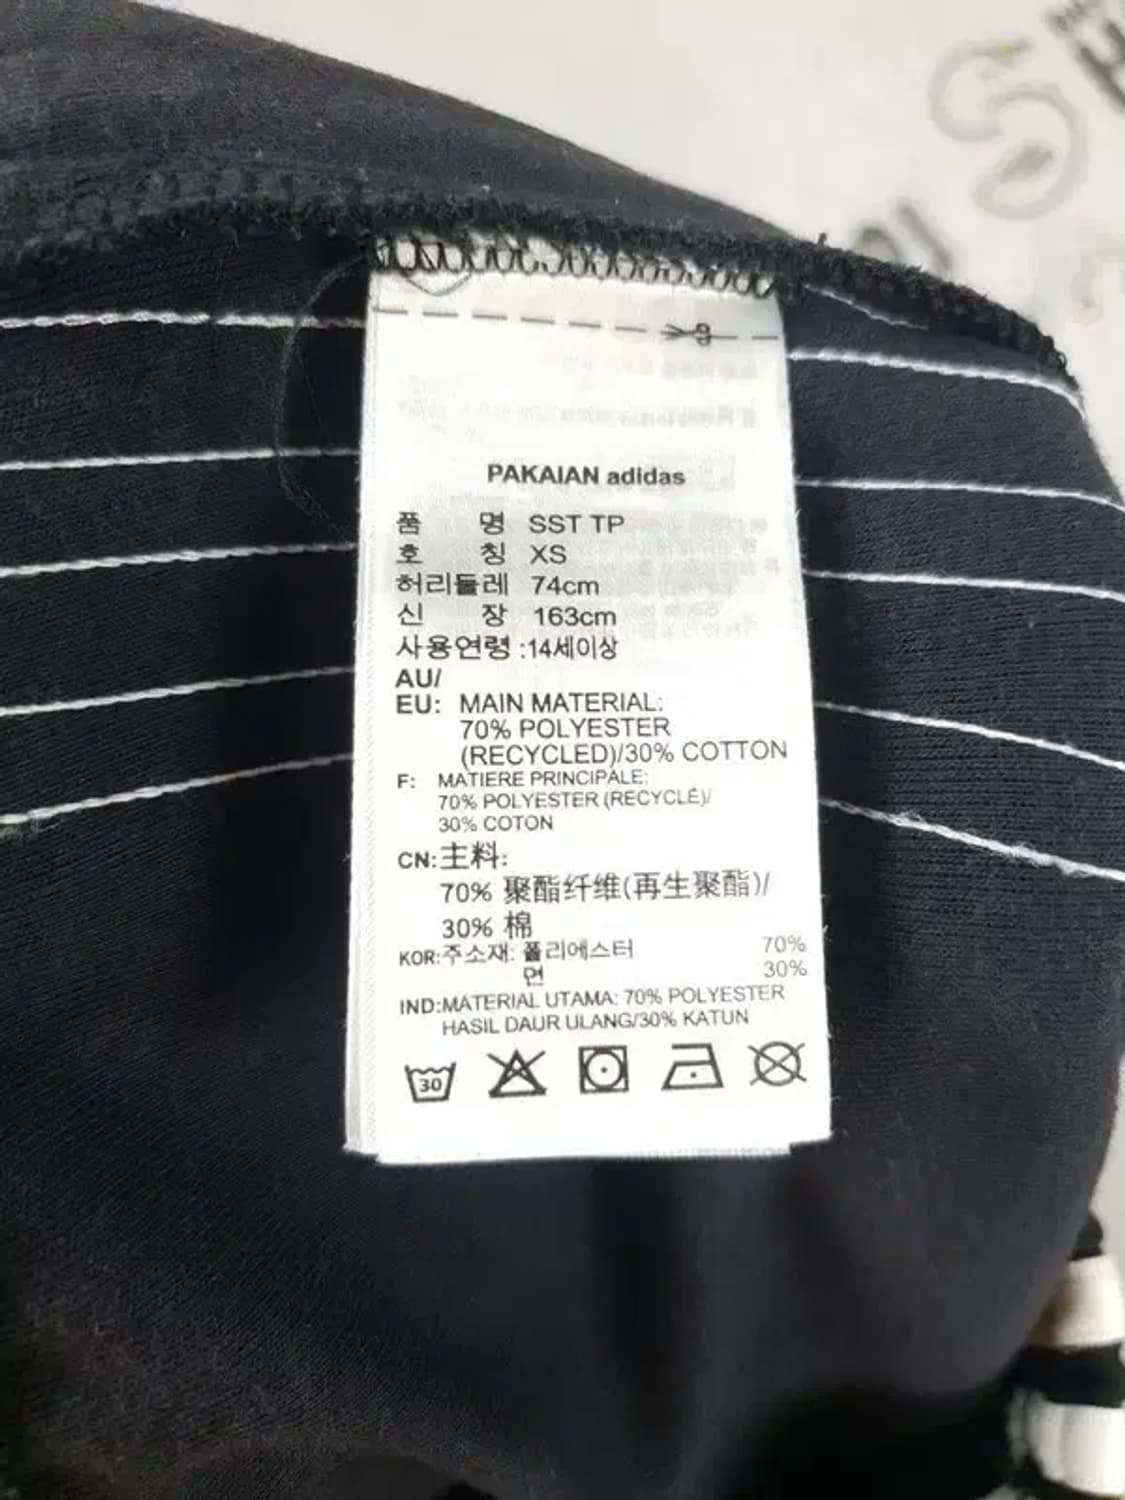 PAKAIAN adidas
품 명 SST TP
호 칭 XS
허리둘레 74cm
신 장 163cm
사용연령 :14세이상
AU/
EU: MAIN MATERIAL:
70% POLYESTER
(RECYCLED)/30% COTTON
F: MATIERE PRINCIPALE:
70% POLYESTER (RECYCLÉ)/
30% COTON
CN:主料:
70% 聚酯纤维(再生聚酯)/
30% 棉
KOR:주소재: 폴리에스터 70%
면 30%
IND:MATERIAL UTAMA: 70% POLYESTER
HASIL DAUR ULANG/30% KATUN
30